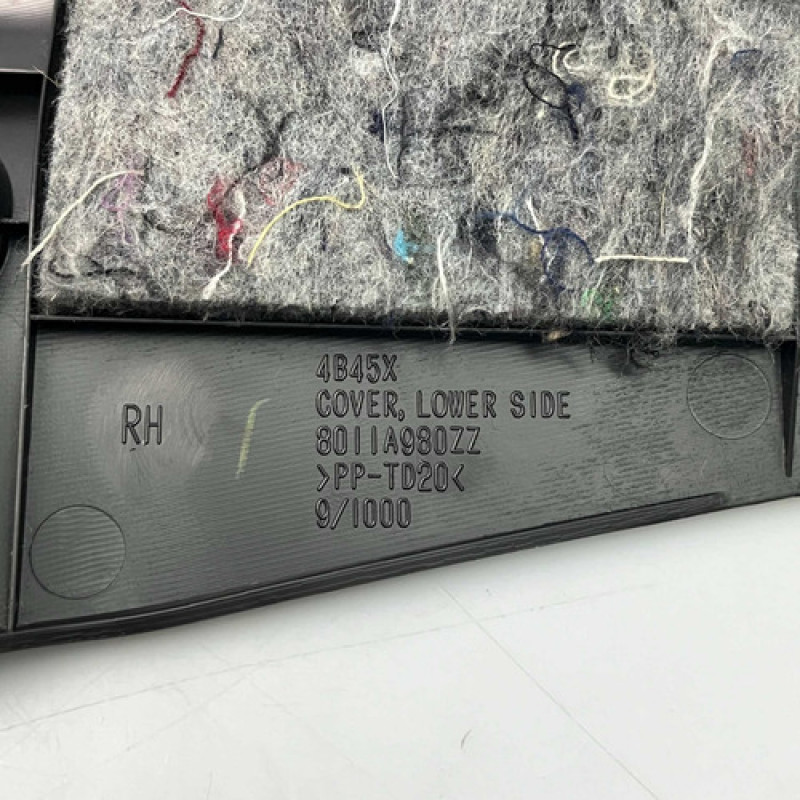 RH
4B45X
COVER, LOWER SIDE
8011A980ZZ
>PP-TD20<
9/1000